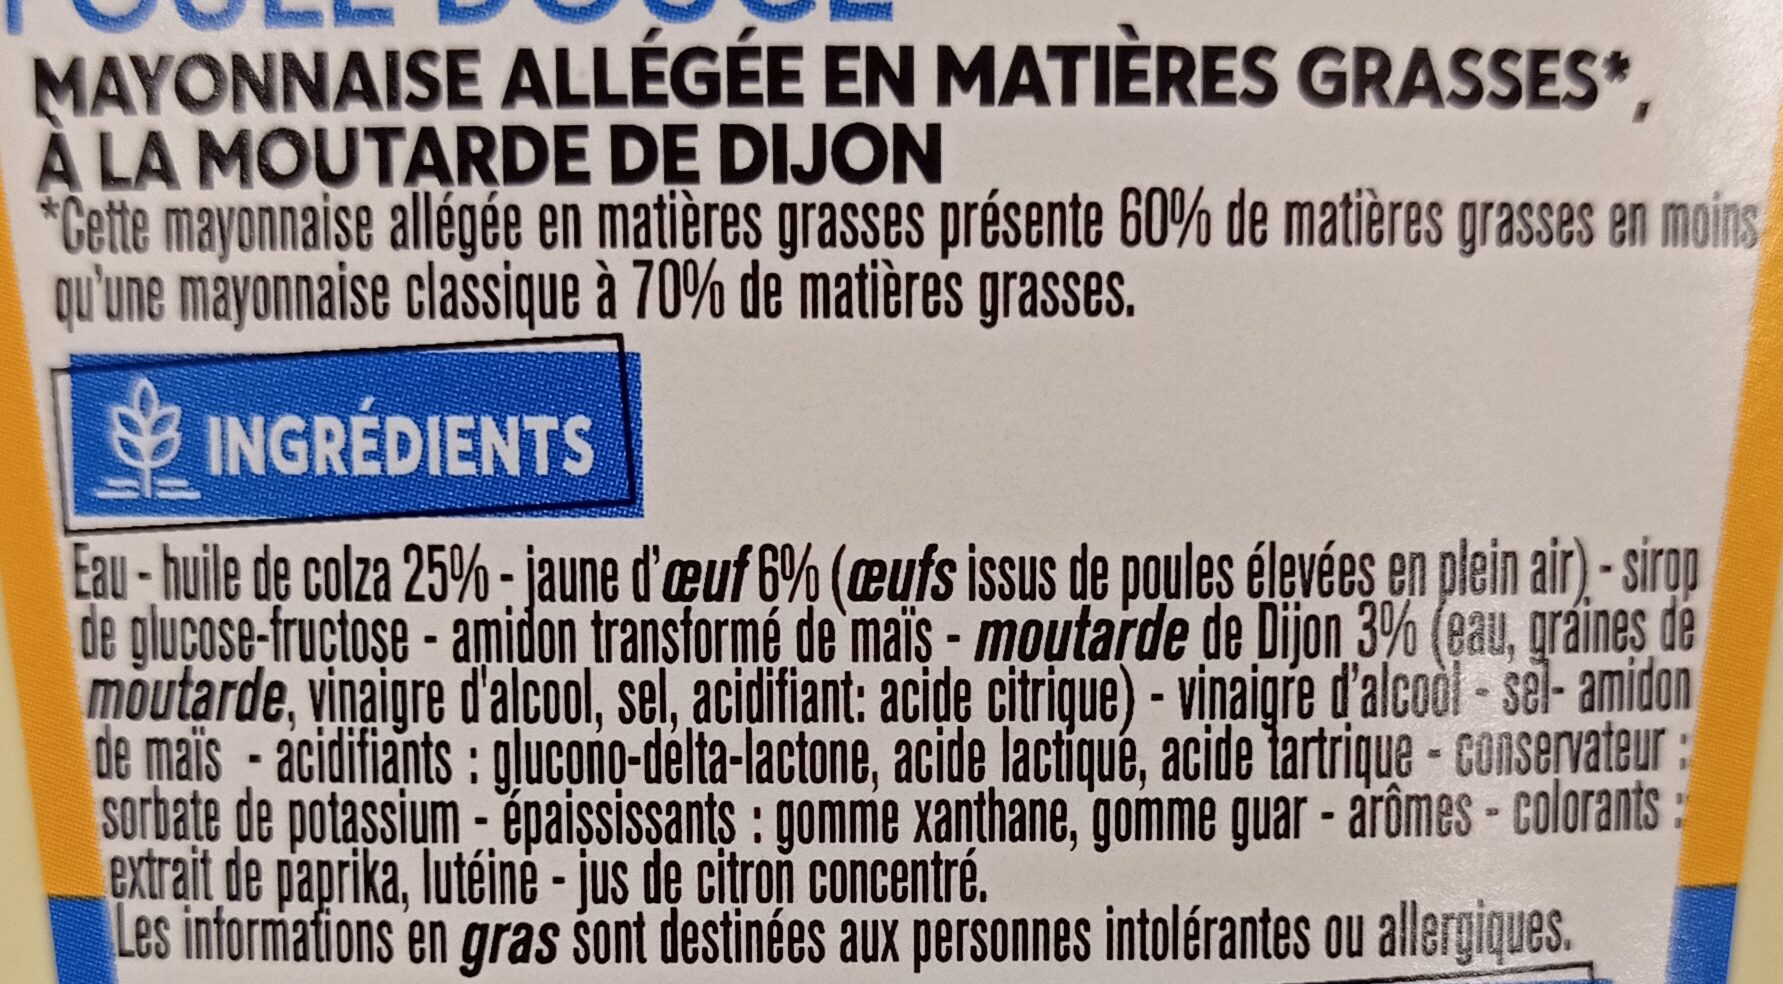 POULE DOUCE
MAYONNAISE ALLÉGÉE EN MATIÈRES GRASSES*,
À LA MOUTARDE DE DIJON
*Cette mayonnaise allégée en matières grasses présente 60% de matières grasses en moins
qu'une mayonnaise classique à 70% de matières grasses.
INGRÉDIENTS
Eau - huile de colza 25% - jaune d'œuf 6% (œufs issus de poules élevées en plein air) - sirop
de glucose-fructose - amidon transformé de maïs - moutarde de Dijon 3% (eau, graines de
moutarde, vinaigre d'alcool, sel, acidifiant: acide citrique) - vinaigre d'alcool - sel- amidon
de maïs - acidifiants : glucono-delta-lactone, acide lactique, acide tartrique - conservateur :
sorbate de potassium - épaississants : gomme xanthane, gomme guar - arômes - colorants :
extrait de paprika, lutéine - jus de citron concentré.
Les informations en gras sont destinées aux personnes intolérantes ou allergiques.